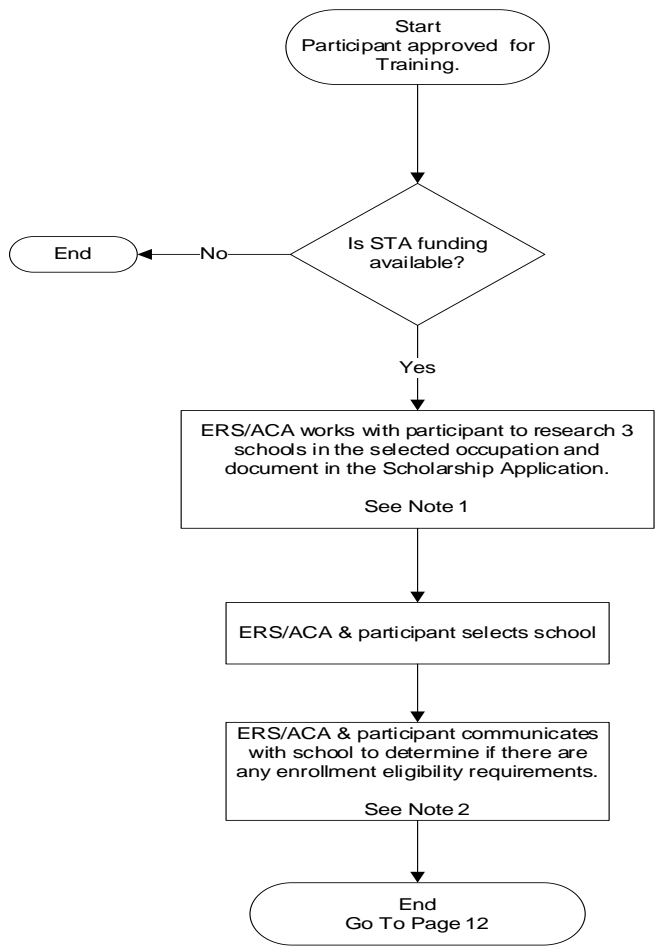 Start
Participant approved for
Training.
Is STA funding
available?
No
End
Yes
ERS/ACA works with participant to research 3
schools in the selected occupation and
document in the Scholarship Application.
See Note 1
ERS/ACA & participant selects school
ERS/ACA & participant communicates
with school to determine if there are
any enrollment eligibility requirements.
See Note 2
End
Go To Page 12